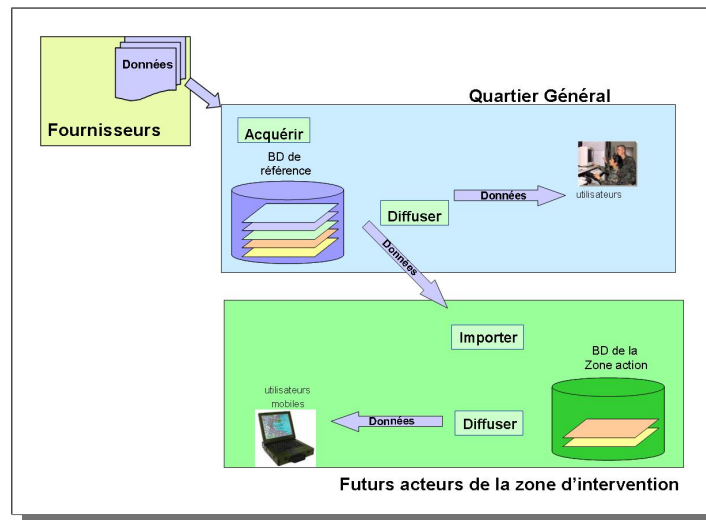 Données
Fournisseurs
Quartier Général
Acquérir
BD de
référence
Données
utilisateurs
Diffuser
Données
Importer
BD de la
Zone action
utilisateurs
mobiles
Données
Diffuser
Futurs acteurs de la zone d'intervention